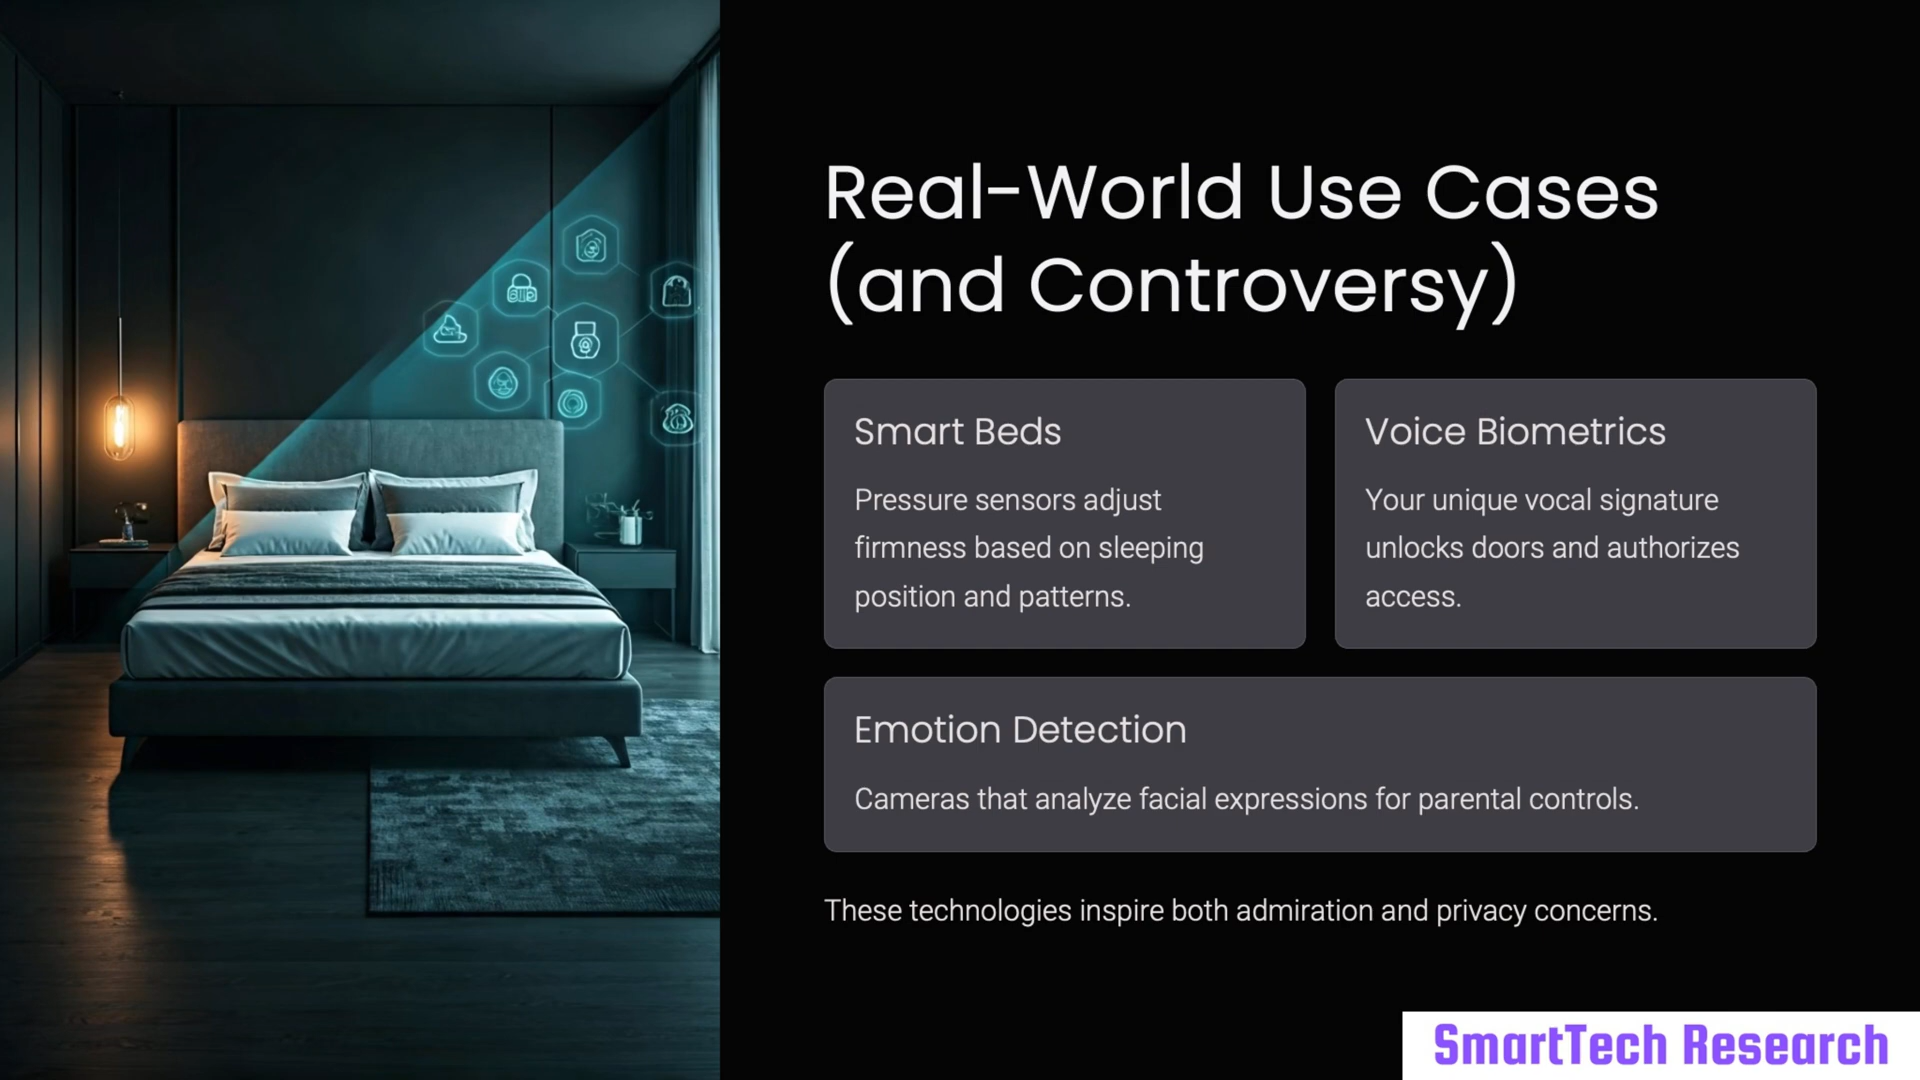 Real-World Use Cases
(and Controversy)
Smart Beds
Pressure sensors adjust
firmness based on sleeping
position and patterns.
Voice Biometrics
Your unique vocal signature
unlocks doors and authorizes
access.
Emotion Detection
Cameras that analyze facial expressions for parental controls.
These technologies inspire both admiration and privacy concerns.
SmartTech Research